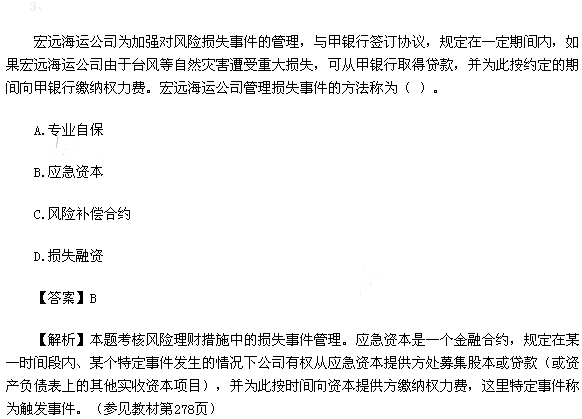 3、
宏远海运公司为加强对风险损失事件的管理，与甲银行签订协议，规定在一定期间内，如
果宏远海运公司由于台风等自然灾害遭受重大损失，可从甲银行取得贷款，并为此按约定的期
间向甲银行缴纳权力费。宏远海运公司管理损失事件的方法称为（ ）。
A.专业自保
B.应急资本
C.风险补偿合约
D.损失融资
【答案】B
【解析】本题考核风险理财措施中的损失事件管理。应急资本是一个金融合约，规定在某
一时间段内、某个特定事件发生的情况下公司有权从应急资本提供方处募集股本或贷款（或资
产负债表上的其他实收资本项目），并为此按时间向资本提供方缴纳权力费，这里特定事件称
为触发事件。（参见教材第278页）